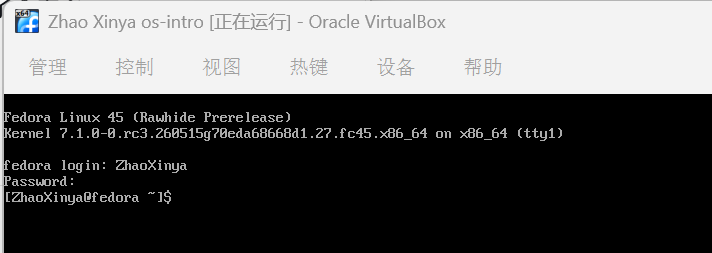 x64
Zhao Xinya os-intro [正在运行] - Oracle VirtualBox
管理 控制 视图 热键 设备 帮助
Fedora Linux 45 (Rawhide Prerelease)
Kernel 7.1.0-0.rc3.260515g70eda68668d1.27.fc45.x86_64 on x86_64 (tty1)
fedora login: ZhaoXinya
Password:
[ZhaoXinya@fedora ~]$